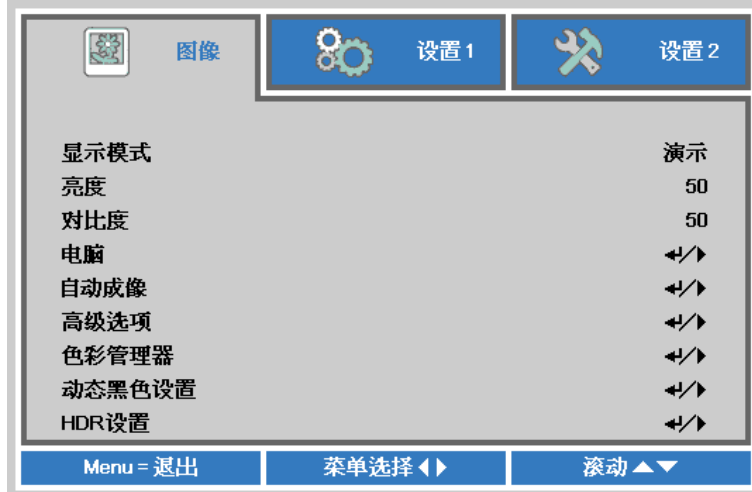 图像 设置1 设置2
显示模式 演示
亮度 50
对比度 50
电脑 ↵/▶
自动成像 ↵/▶
高级选项 ↵/▶
色彩管理器 ↵/▶
动态黑色设置 ↵/▶
HDR设置 ↵/▶
Menu = 退出 菜单选择◀▶ 滚动▲▼